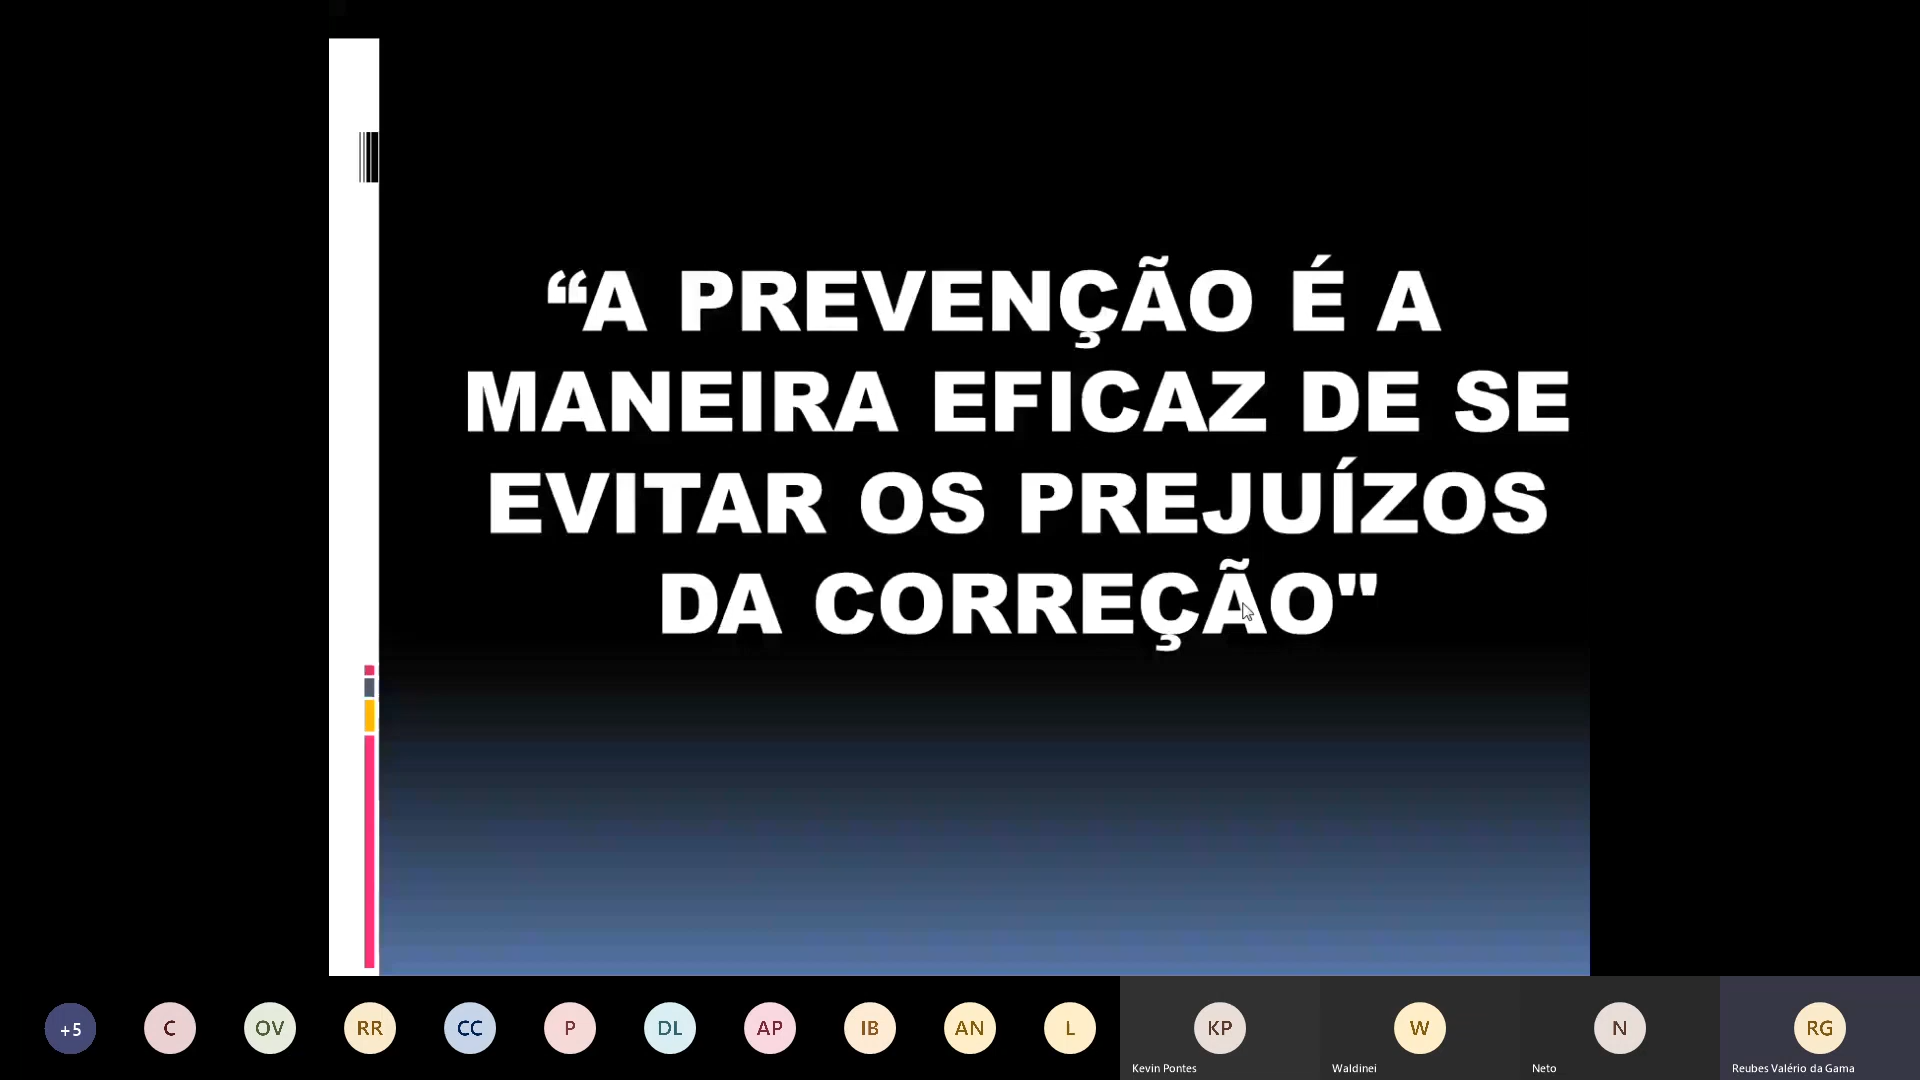 “A PREVENÇÃO É A
MANEIRA EFICAZ DE SE
EVITAR OS PREJUÍZOS
DA CORREÇÃO"
+5
C
OV
RR
CC
P
DL
AP
IB
AN
L
KP
W
N
RG
Kevin Pontes
Waldinei
Neto
Reubes Valério da Gama